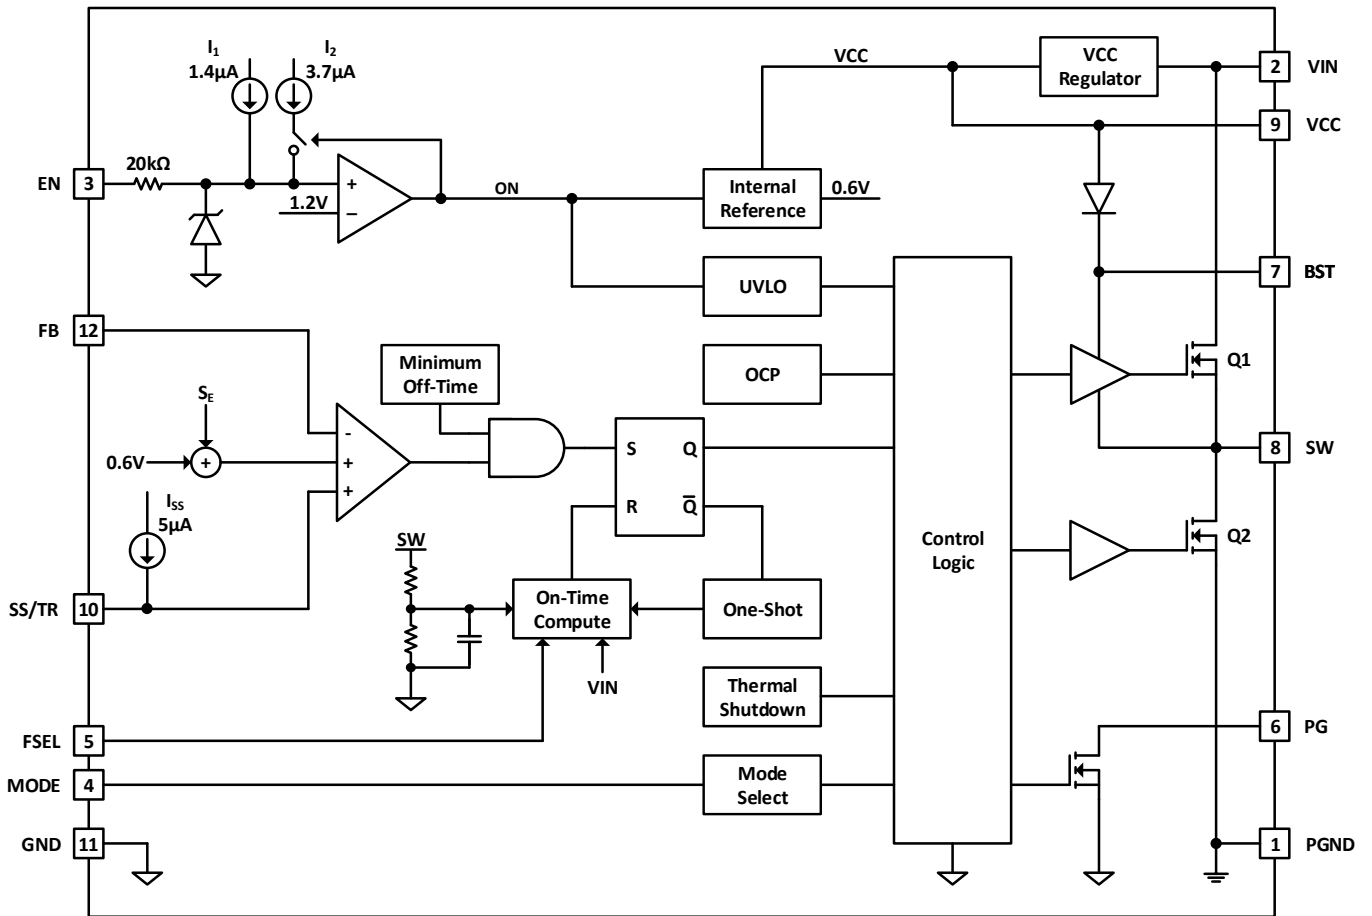 I1
1.4µA
I2
3.7µA
VCC
VCC
Regulator
2
VIN
9
VCC
20kΩ
EN
3
+
1.2V
−
ON
Internal
Reference
0.6V
7
BST
UVLO
FB
12
Minimum
Off-Time
OCP
Q1
SE
-
0.6V
+
+
+
S
Q
8
SW
ISS
5µA
R
Q̅
Control
Logic
Q2
SW
SS/TR
10
On-Time
Compute
One-Shot
VIN
Thermal
Shutdown
FSEL
5
6
PG
MODE
4
Mode
Select
GND
11
1
PGND